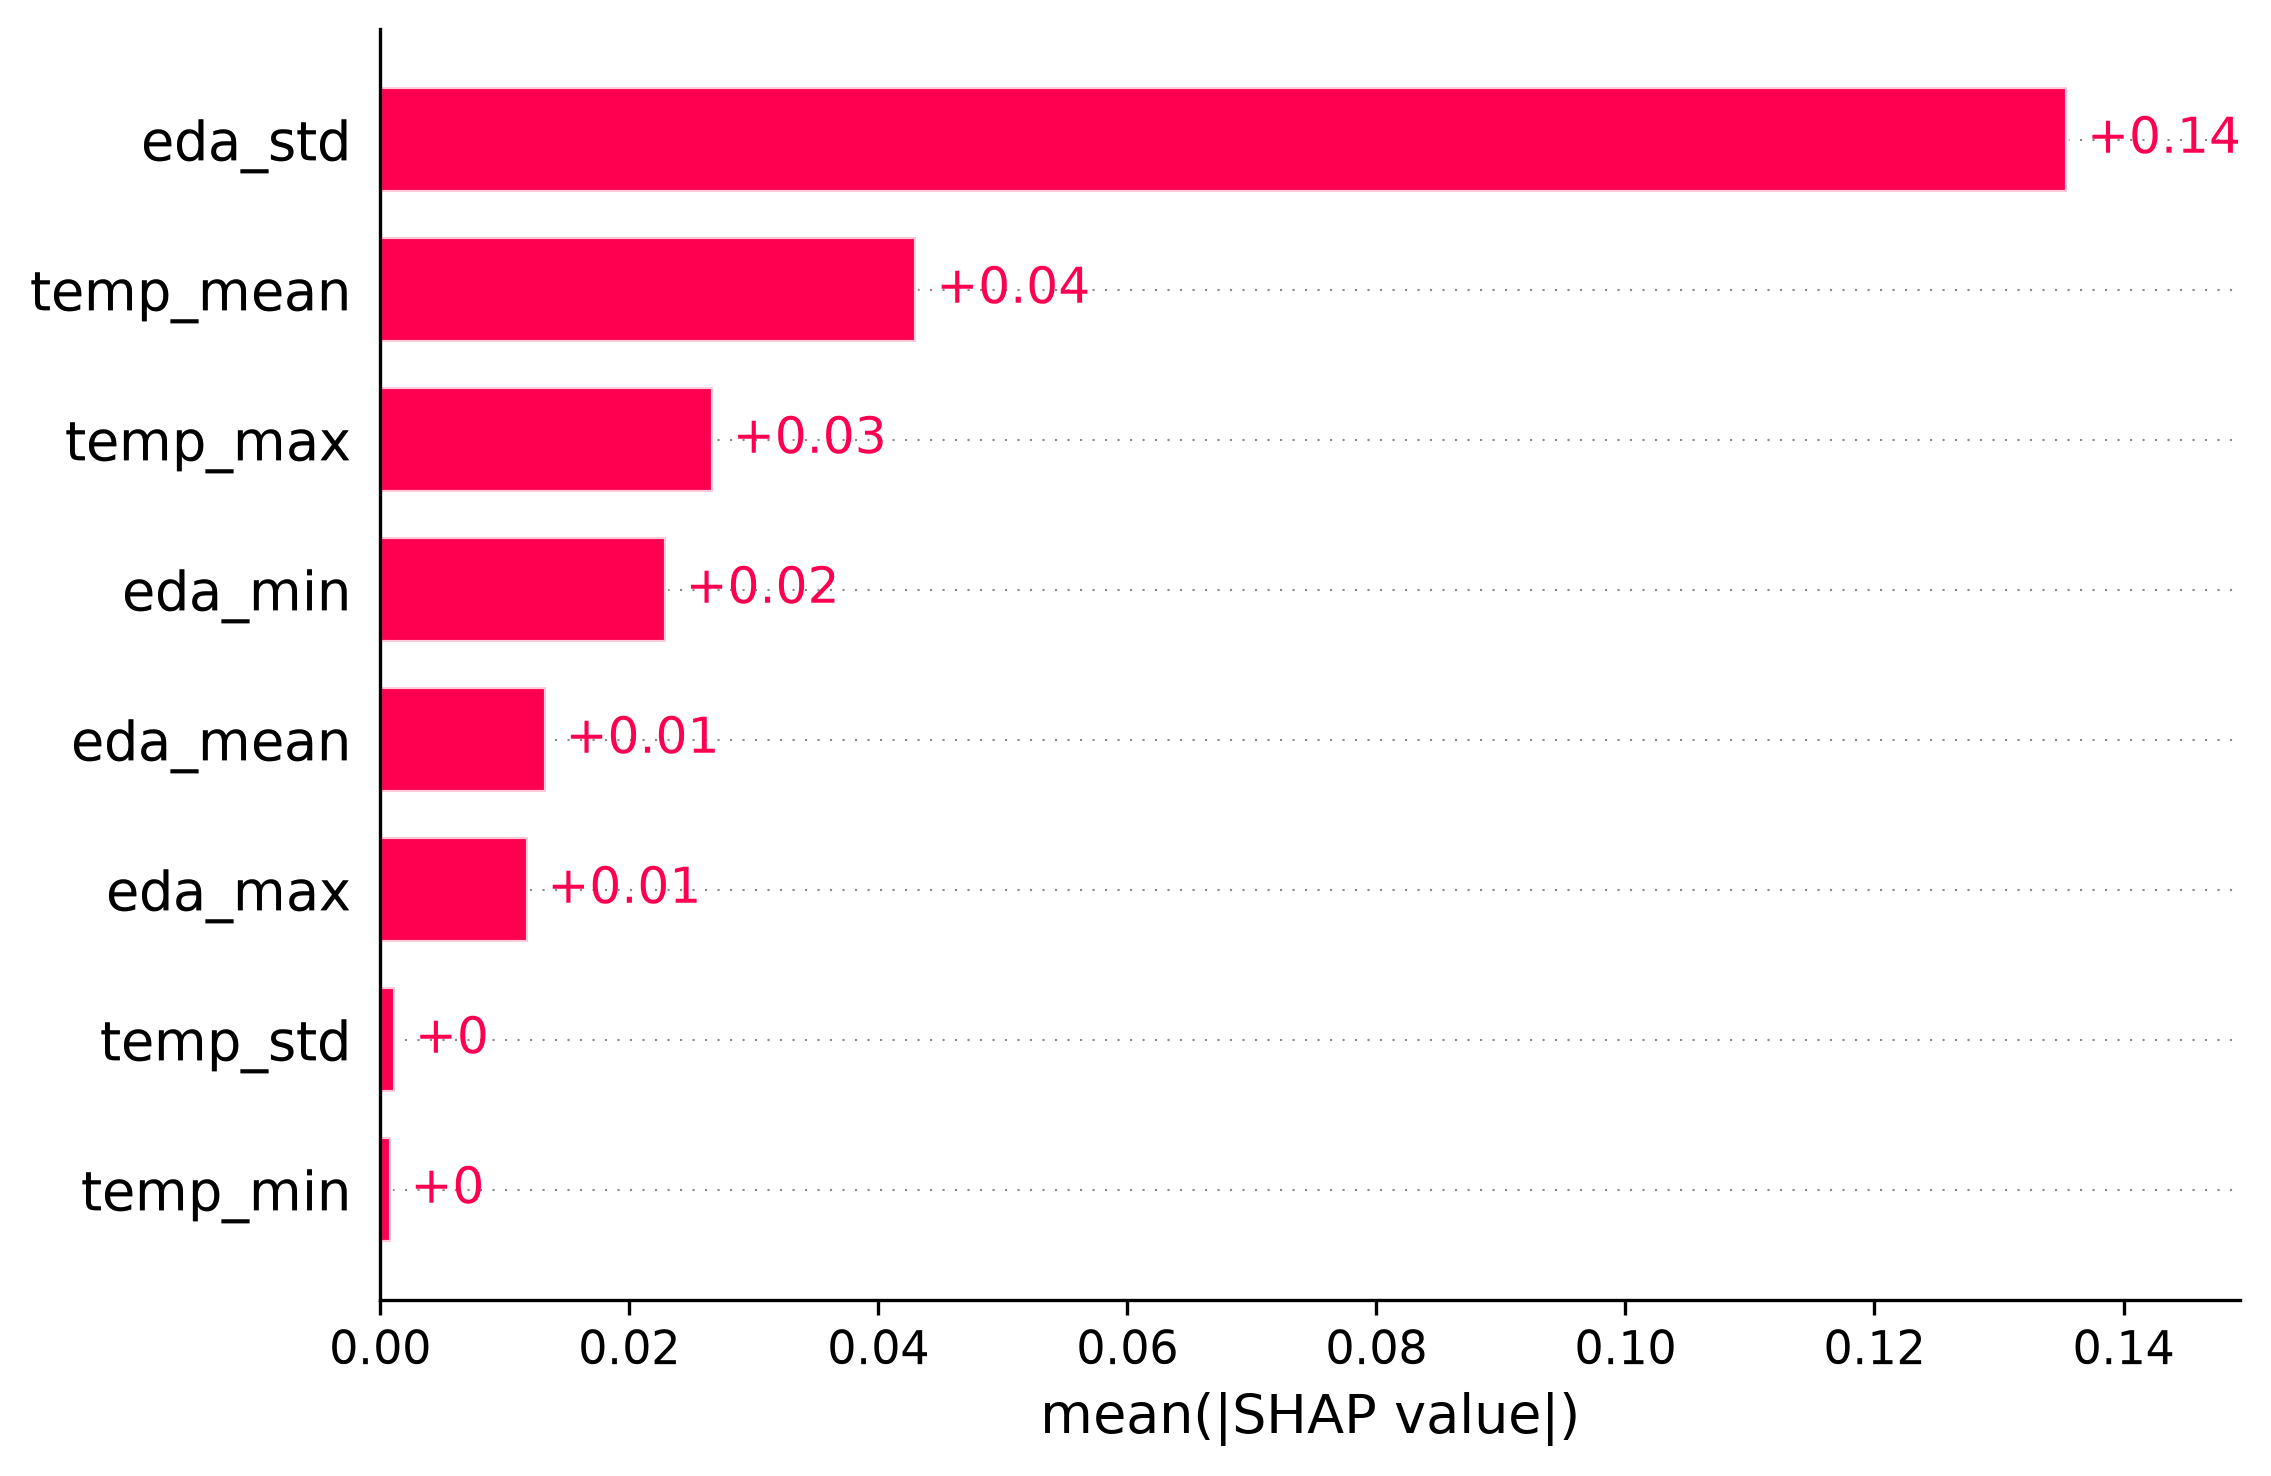 eda_std +0.14
temp_mean +0.04
temp_max +0.03
eda_min +0.02
eda_mean +0.01
eda_max +0.01
temp_std +0
temp_min +0
0.00 0.02 0.04 0.06 0.08 0.10 0.12 0.14
mean(|SHAP value|)